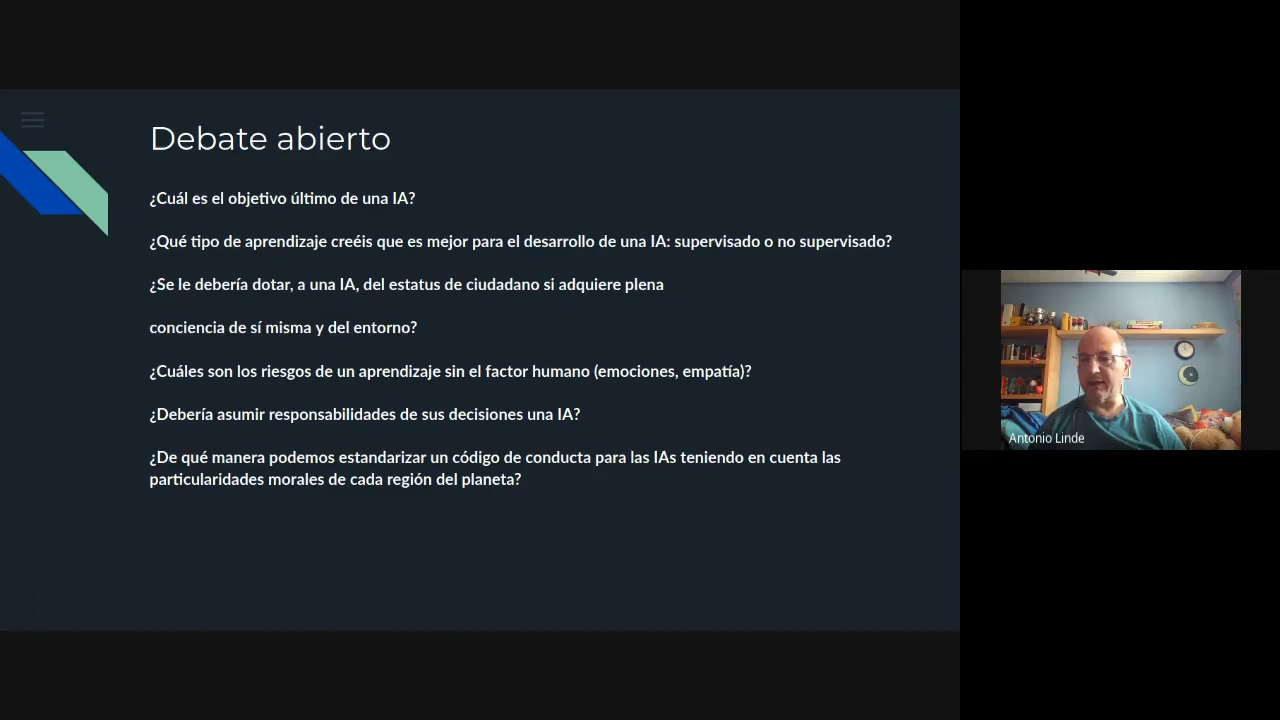 Debate abierto
¿Cuál es el objetivo último de una IA?
¿Qué tipo de aprendizaje creéis que es mejor para el desarrollo de una IA: supervisado o no supervisado?
¿Se le debería dotar, a una IA, del estatus de ciudadano si adquiere plena
conciencia de sí misma y del entorno?
¿Cuáles son los riesgos de un aprendizaje sin el factor humano (emociones, empatía)?
¿Debería asumir responsabilidades de sus decisiones una IA?
¿De qué manera podemos estandarizar un código de conducta para las IAs teniendo en cuenta las
particularidades morales de cada región del planeta?
Antonio Linde